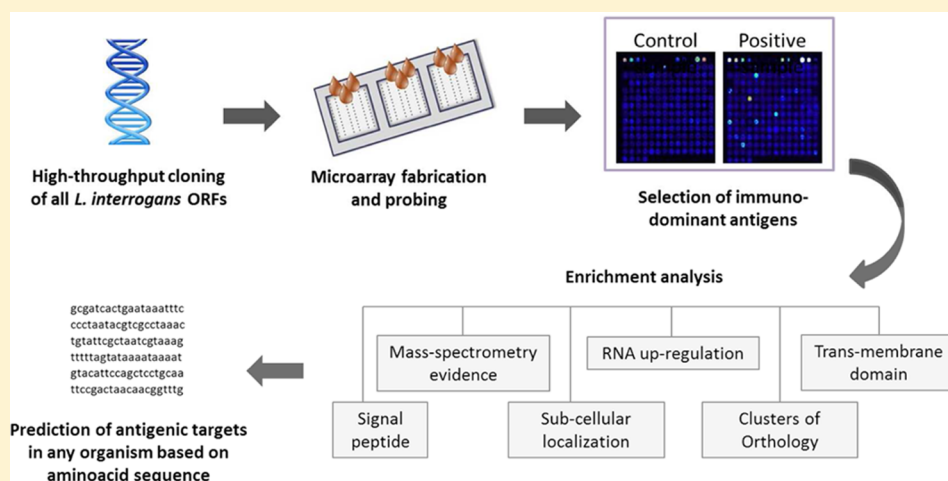 High-throughput cloning
of all L. interrogans ORFs
Microarray fabrication
and probing
Control
Positive
Selection of immuno-
dominant antigens
Enrichment analysis
Mass-spectrometry
evidence
RNA up-regulation
Trans-membrane
domain
Signal
peptide
Sub-cellular
localization
Clusters of
Orthology
gcgatcactgaataaatttc
ccctaatacgtcgcctaaac
tgtattcgctaatcgtaaag
tttttagtataaaataaaat
gtacattccagctcctgcaa
ttccgactaacaacggtttg
Prediction of antigenic targets
in any organism based on
aminoacid sequence